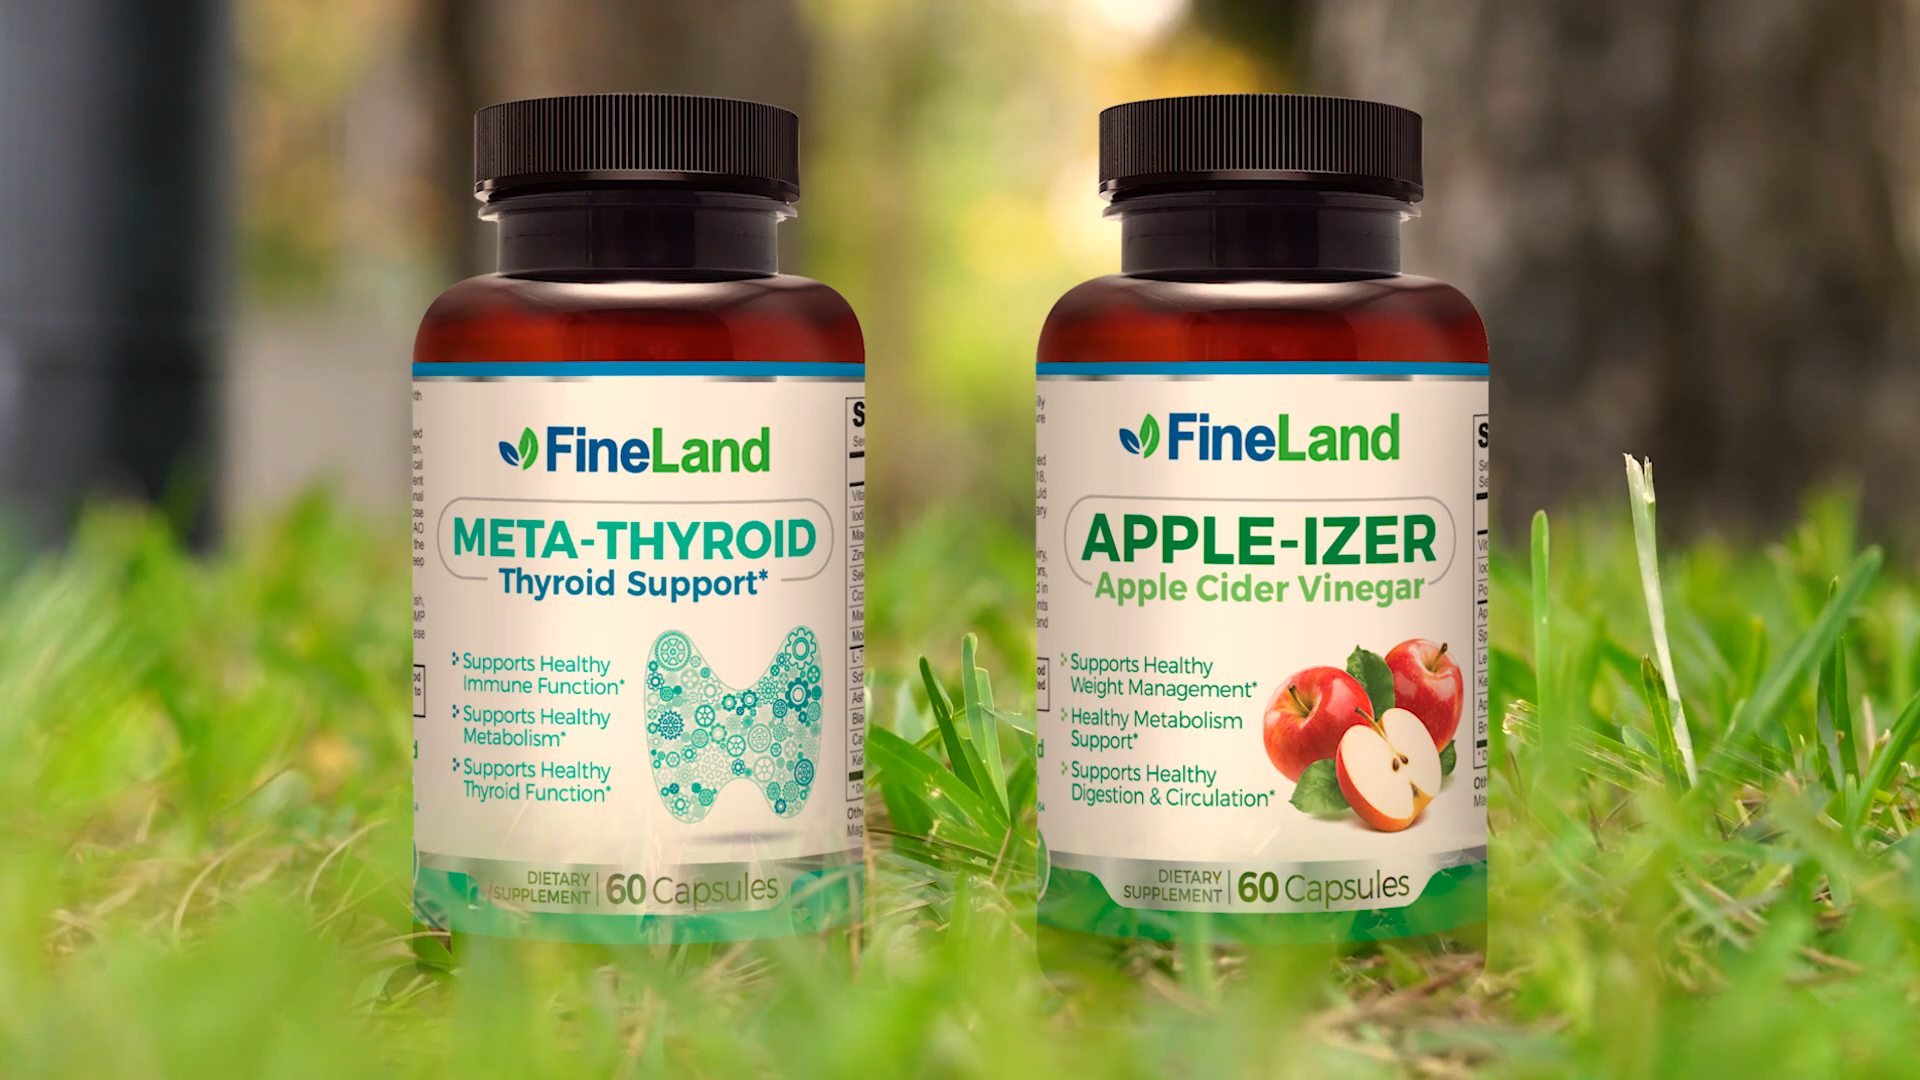 FineLand
META-THYROID
Thyroid Support*
Supports Healthy
Immune Function*
Supports Healthy
Metabolism*
Supports Healthy
Thyroid Function*
DIETARY
SUPPLEMENT
60 Capsules
FineLand
APPLE-IZER
Apple Cider Vinegar
Supports Healthy
Weight Management*
Healthy Metabolism
Support*
Supports Healthy
Digestion & Circulation*
DIETARY
SUPPLEMENT
60 Capsules